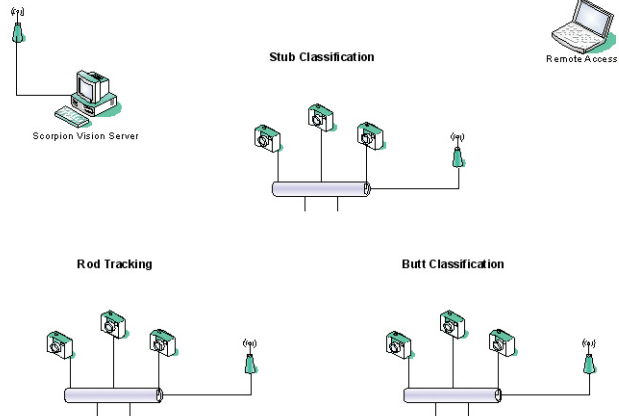 Stub Classification
Remote Access
Scorpion Vision Server
Rod Tracking
Butt Classification